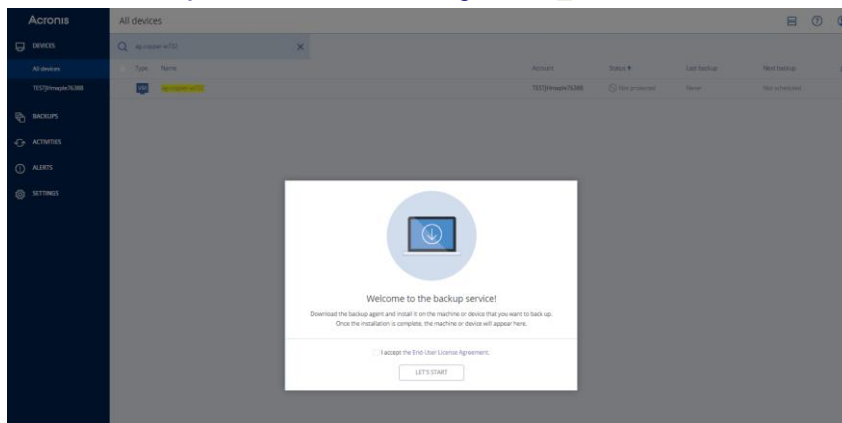 Acronis
All devices
DEVICES
All devices
BACKUPS
ACTIVITIES
ALERTS
SETTINGS
Type Name Account Status Last backup Next backup
Not protected Never Not scheduled
Welcome to the backup service!
Download the backup agent and install it on the machine or device that you want to back up.
Once the installation is complete, the machine or device will appear here.
I accept the End-User License Agreement.
LET'S START